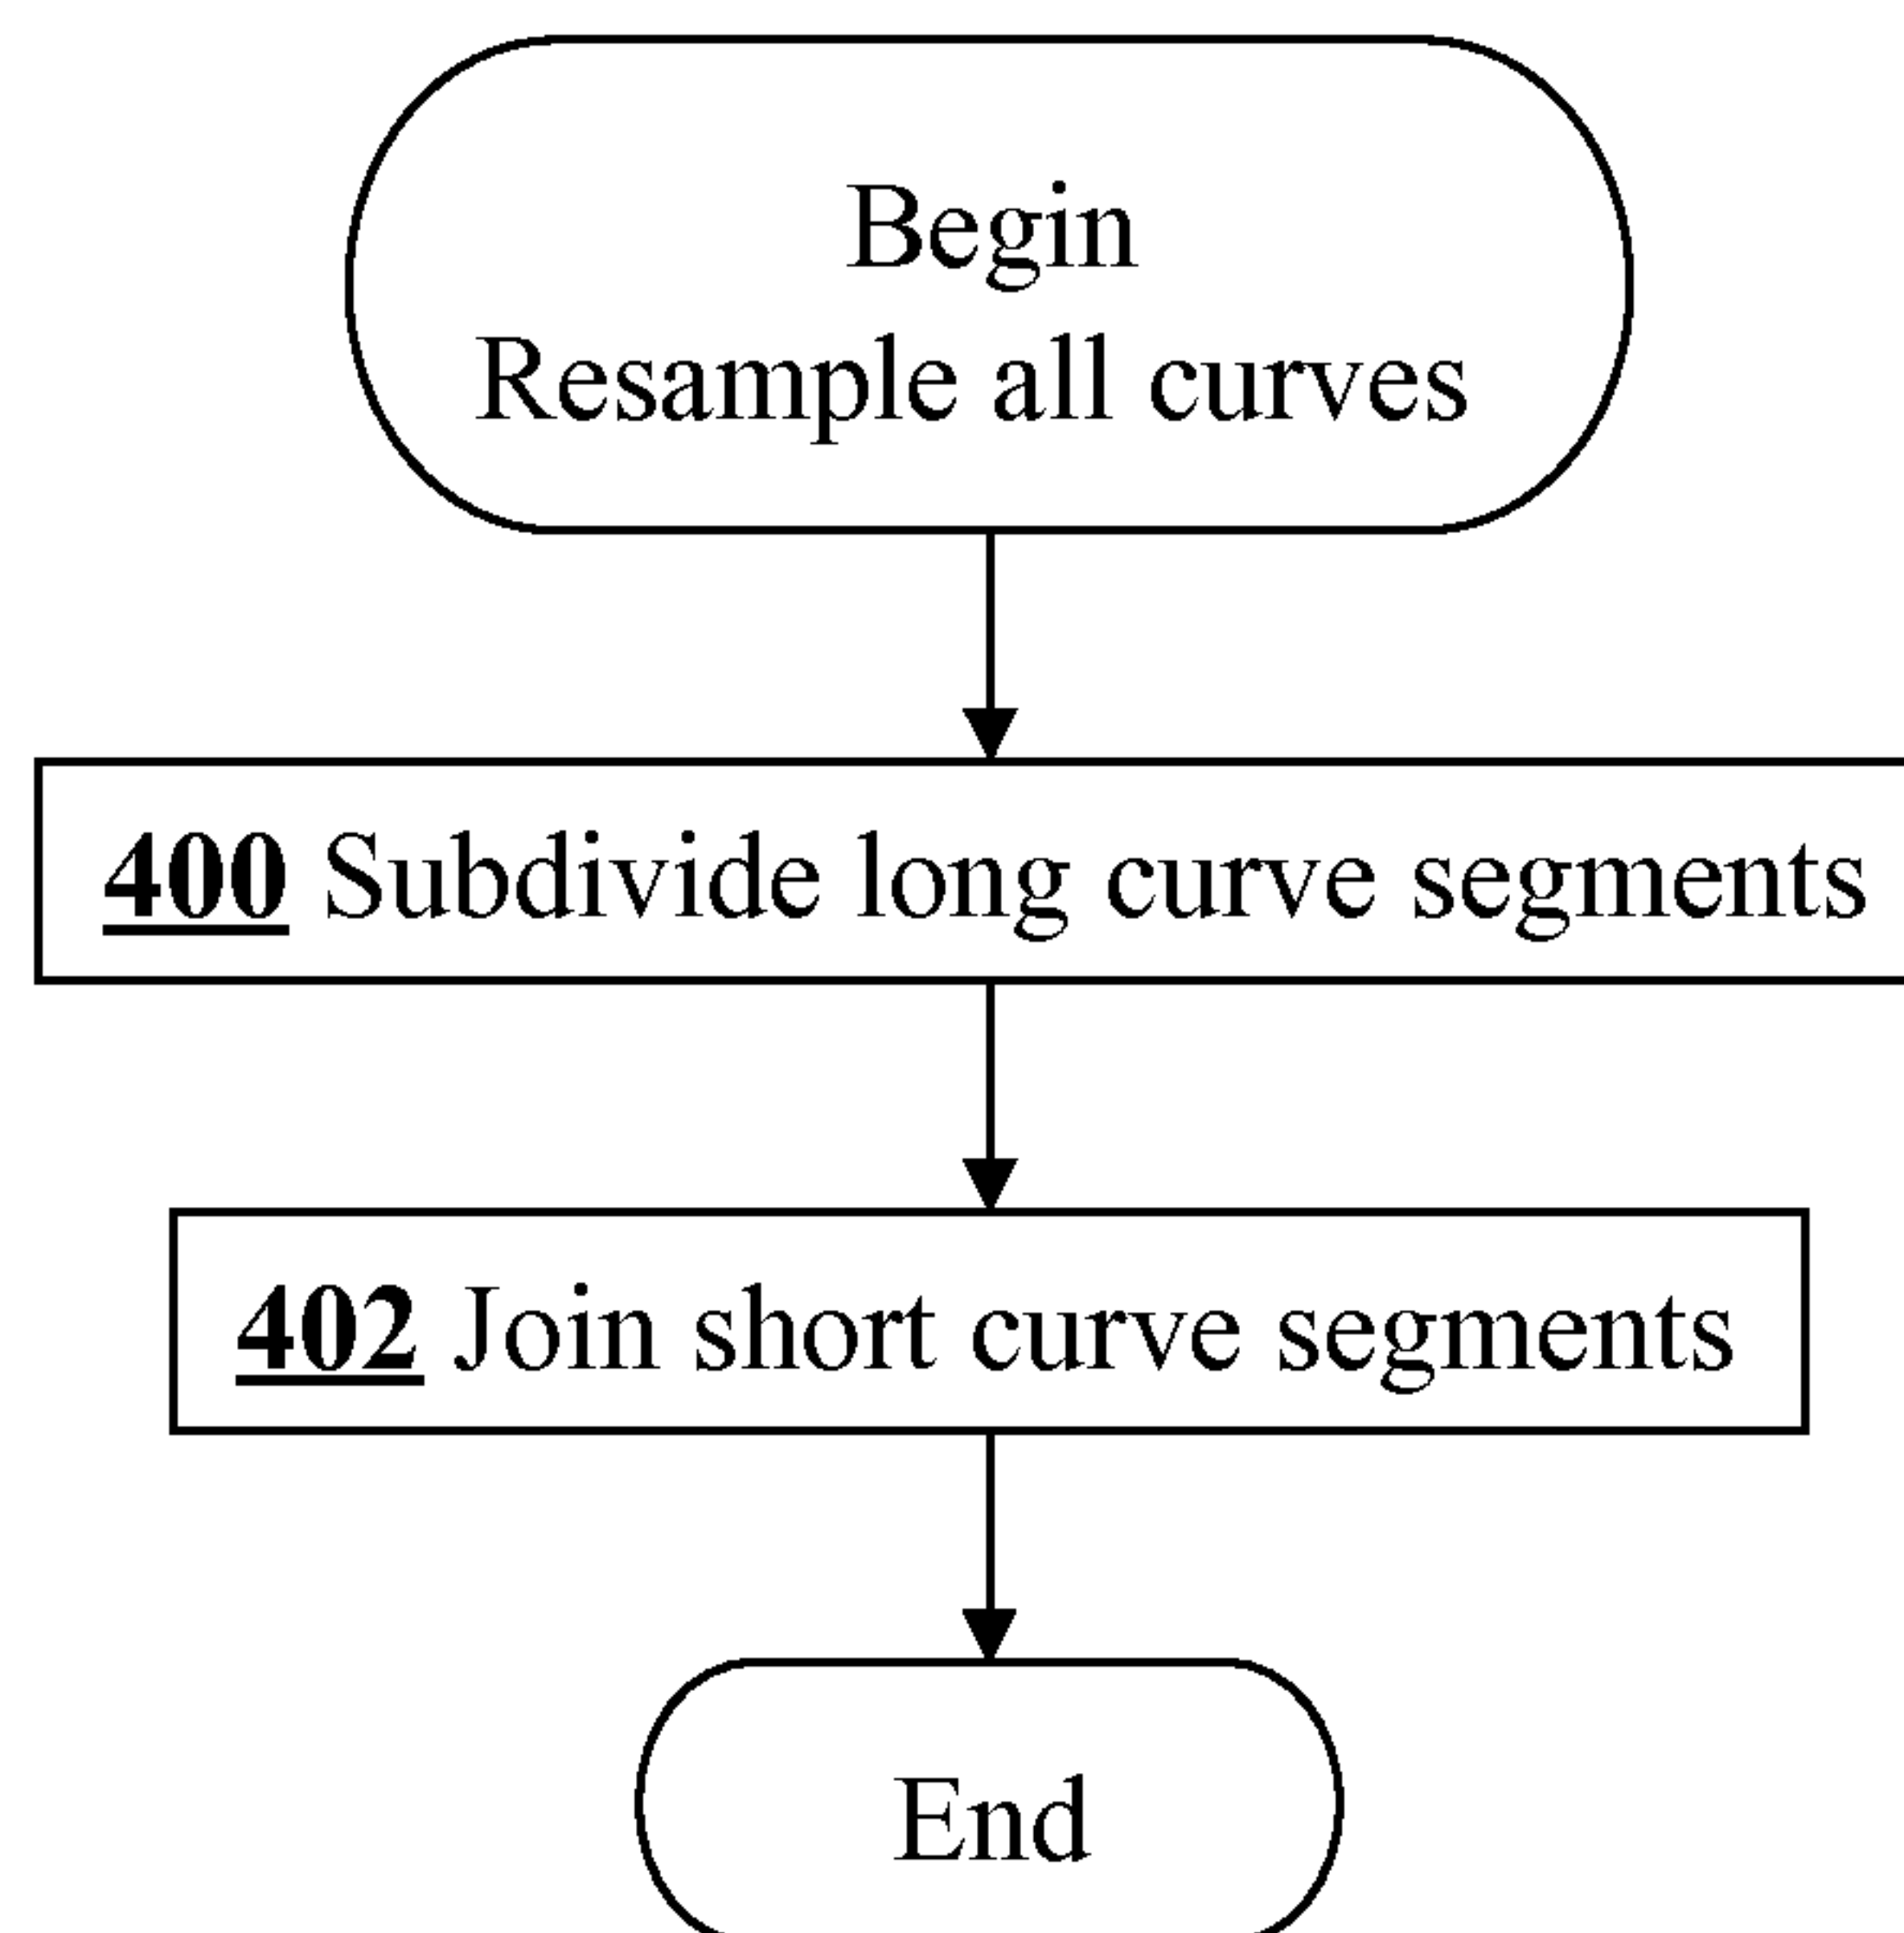 Begin
Resample all curves
400 Subdivide long curve segments
402 Join short curve segments
End